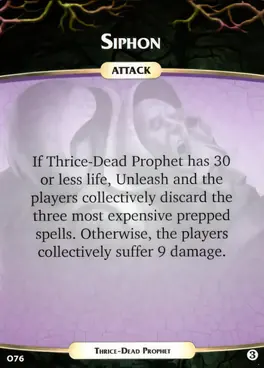 SIPHON
ATTACK
If Thrice-Dead Prophet has 30
or less life, Unleash and the
players collectively discard the
three most expensive prepped
spells. Otherwise, the players
collectively suffer 9 damage.
THRICE-DEAD PROPHET
O76
3